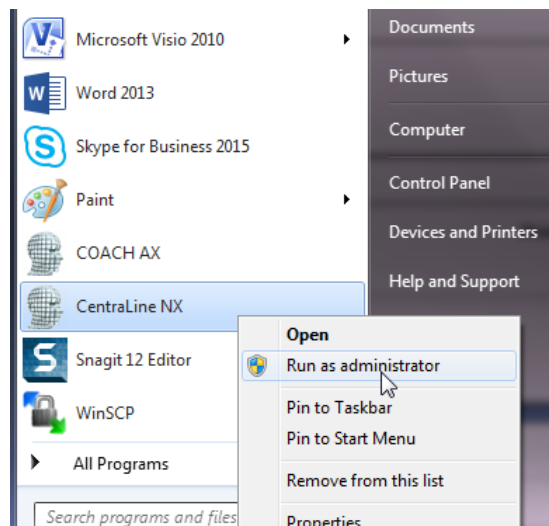 Microsoft Visio 2010
Word 2013
Skype for Business 2015
Paint
COACH AX
CentraLine NX
Snagit 12 Editor
WinSCP
All Programs
Search programs and files
Documents
Pictures
Computer
Control Panel
Devices and Printers
Help and Support
Open
Run as administrator
Pin to Taskbar
Pin to Start Menu
Remove from this list
Properties